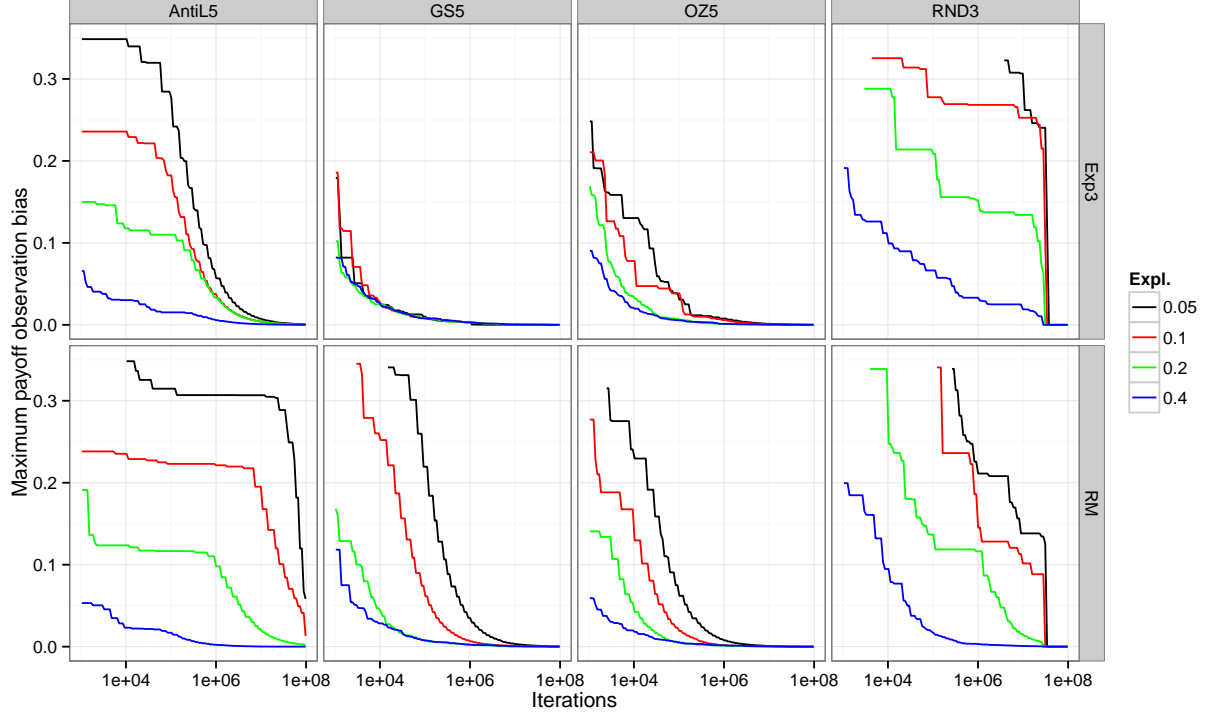 AntiL5 GS5 OZ5 RND3
Maximum payoff observation bias
0.3
0.2
0.1
0.0
Exp3
0.3
0.2
0.1
0.0
RM
1e+04 1e+06 1e+08 1e+04 1e+06 1e+08 1e+04 1e+06 1e+08 1e+04 1e+06 1e+08
Iterations
Expl.
0.05
0.1
0.2
0.4